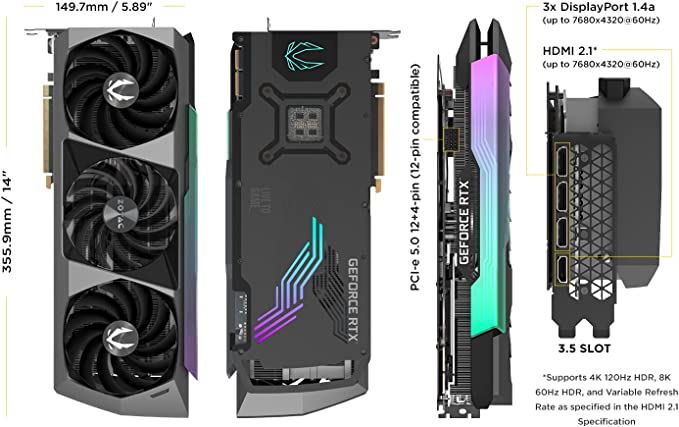 149.7mm / 5.89"
355.9mm / 14"
ZOTAC
LIVE TO
GAME
GEFORCE RTX
PCI-e 5.0 12+4-pin (12-pin compatible)
GEFORCE RTX
3x DisplayPort 1.4a
(up to 7680x4320@60Hz)
HDMI 2.1*
(up to 7680x4320@60Hz)
3.5 SLOT
*Supports 4K 120Hz HDR, 8K
60Hz HDR, and Variable Refresh
Rate as specified in the HDMI 2.1
Specification